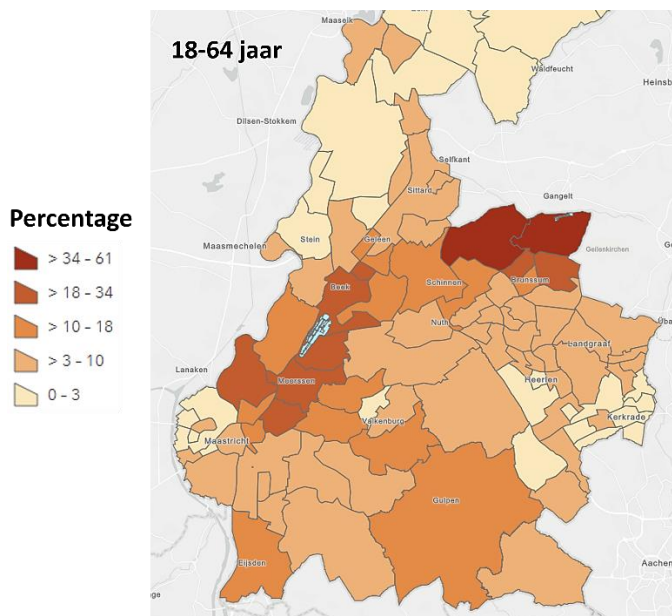 Maaseik
18-64 jaar
Waldfeucht
Heinsb
Dilsen-Stokkem
Selfkant
Sittard
Gangelt
Percentage
Maasmechelen
Stein
Geleen
Geilenkirchen
> 34 - 61
Beek
Schinnen
Brunssum
> 18 - 34
Nuth
Landgraaf
> 10 - 18
Lanaken
Meerssen
Heerlen
> 3 - 10
Kerkrade
0 - 3
Valkenburg
Maastricht
Gulpen
Eijsden
Aachen